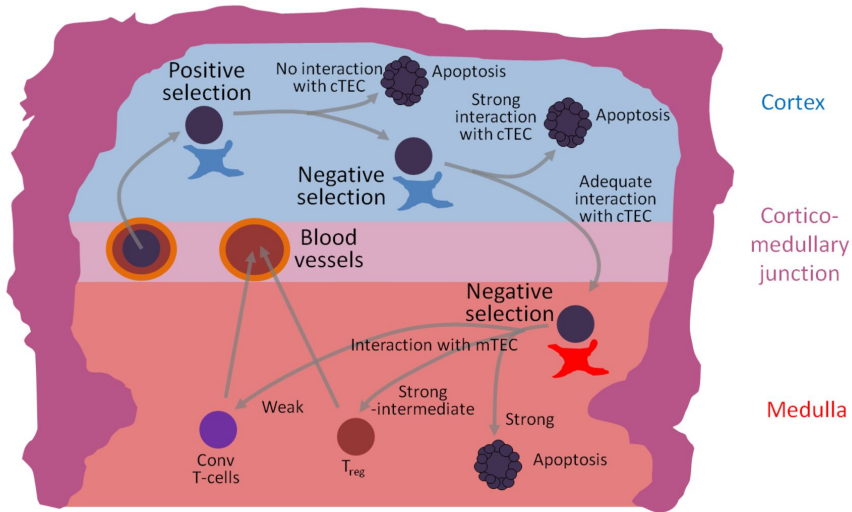 Positive
selection
No interaction
with cTEC
Apoptosis
Strong
interaction
with cTEC
Apoptosis
Negative
selection
Adequate
interaction
with cTEC
Cortex
Blood
vessels
Cortico-
medullary
junction
Negative
selection
Interaction with mTEC
Weak
Strong
-intermediate
Strong
Conv
T-cells
Treg
Apoptosis
Medulla